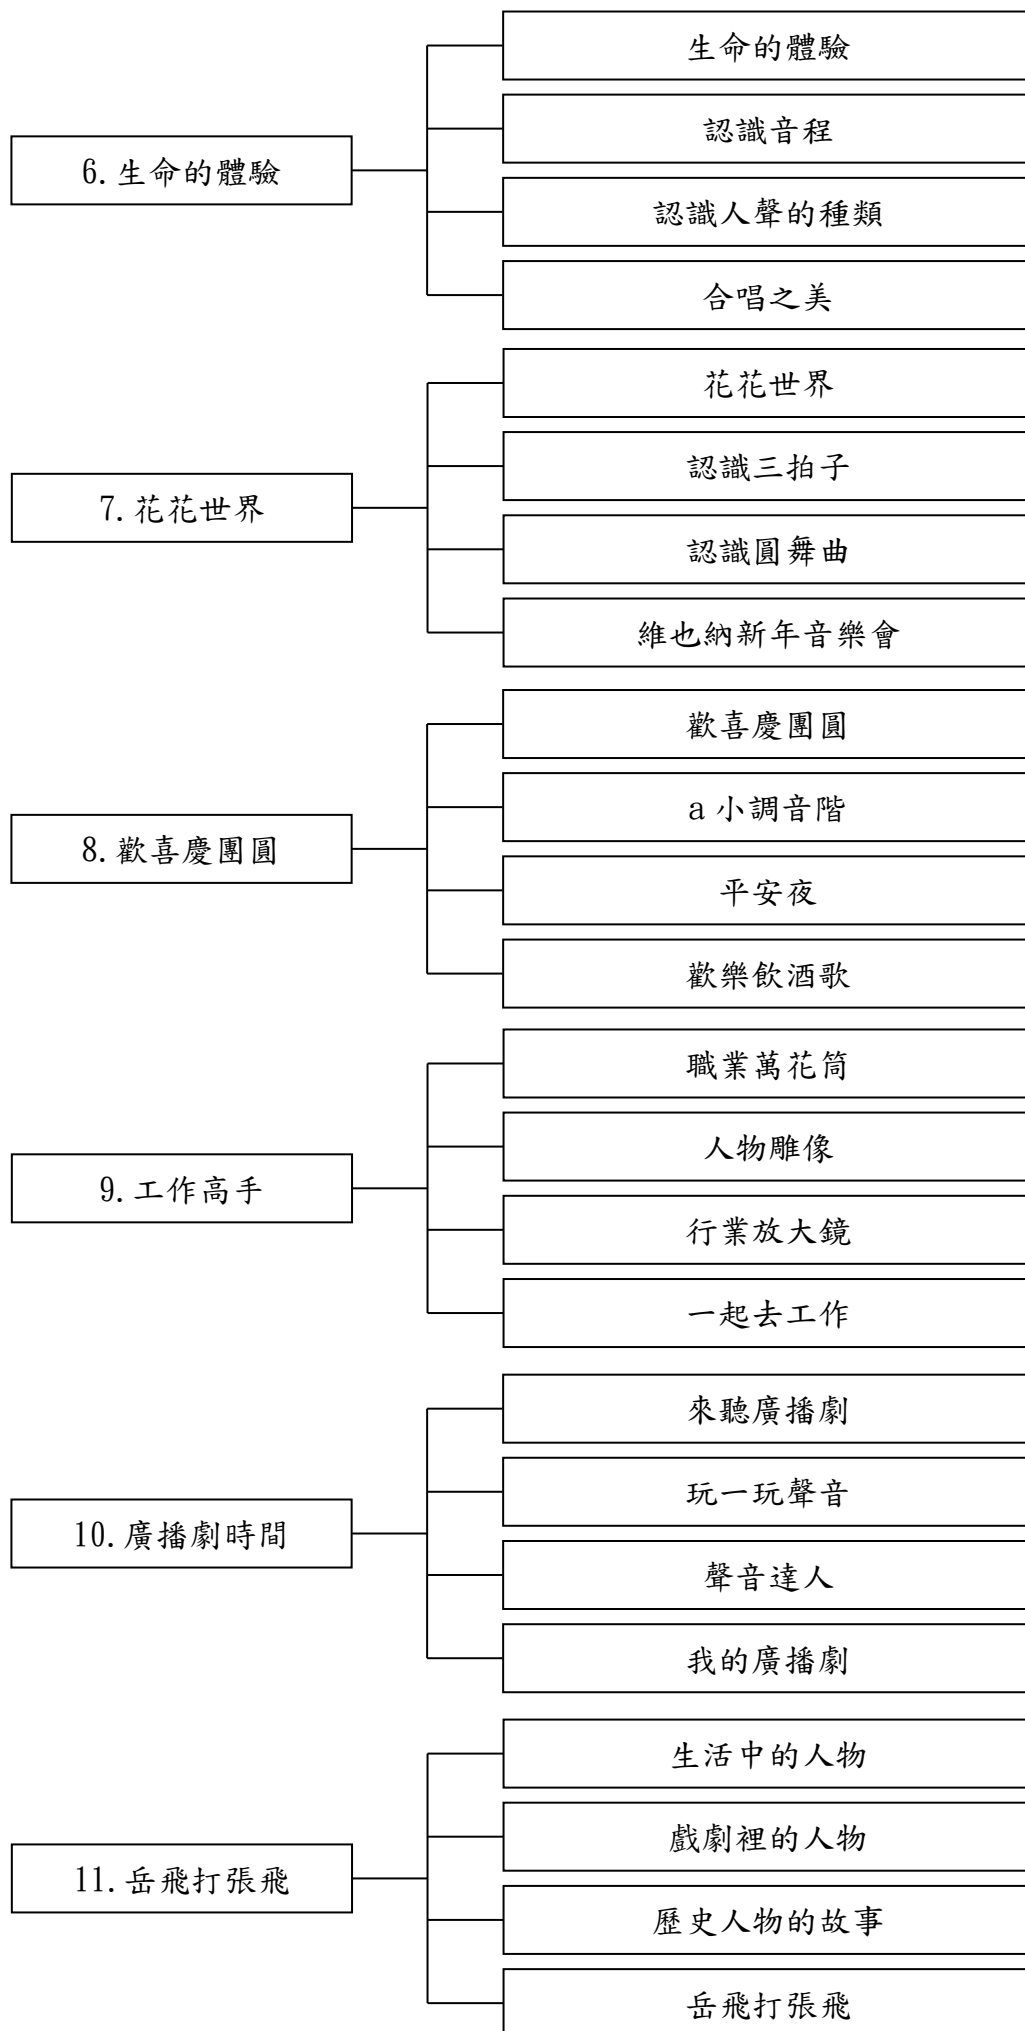 6.生命的體驗
生命的體驗
認識音程
認識人聲的種類
合唱之美
7.花花世界
花花世界
認識三拍子
認識圓舞曲
維也納新年音樂會
8.歡喜慶團圓
歡喜慶團圓
a 小調音階
平安夜
歡樂飲酒歌
9.工作高手
職業萬花筒
人物雕像
行業放大鏡
一起去工作
10.廣播劇時間
來聽廣播劇
玩一玩聲音
聲音達人
我的廣播劇
11.岳飛打張飛
生活中的人物
戲劇裡的人物
歷史人物的故事
岳飛打張飛